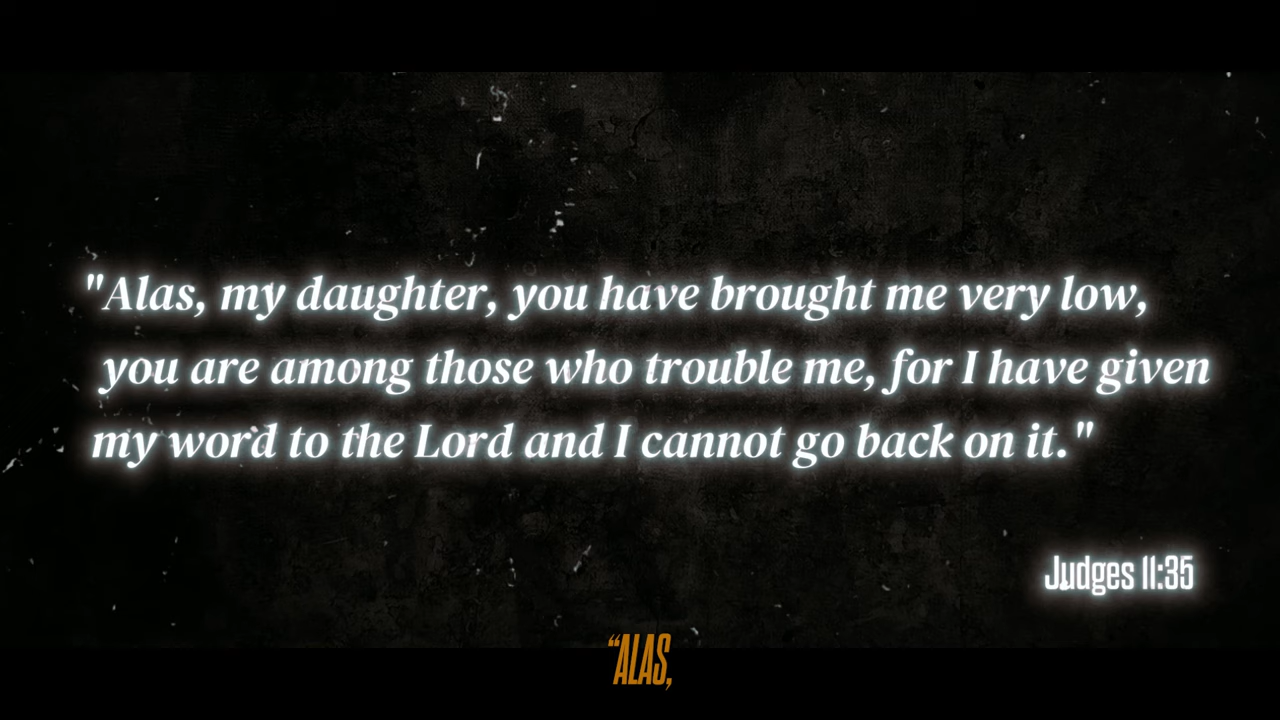 "Alas, my daughter, you have brought me very low,
you are among those who trouble me, for I have given
my word to the Lord and I cannot go back on it."
Judges 11:35
“ALAS,